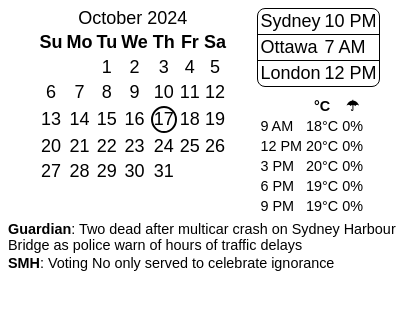 October 2024
Su Mo Tu We Th Fr Sa
1 2 3 4 5
6 7 8 9 10 11 12
13 14 15 16 17 18 19
20 21 22 23 24 25 26
27 28 29 30 31
Sydney 10 PM
Ottawa 7 AM
London 12 PM
°C ☂
9 AM 18°C 0%
12 PM 20°C 0%
3 PM 20°C 0%
6 PM 19°C 0%
9 PM 19°C 0%
Guardian: Two dead after multicar crash on Sydney Harbour
Bridge as police warn of hours of traffic delays
SMH: Voting No only served to celebrate ignorance